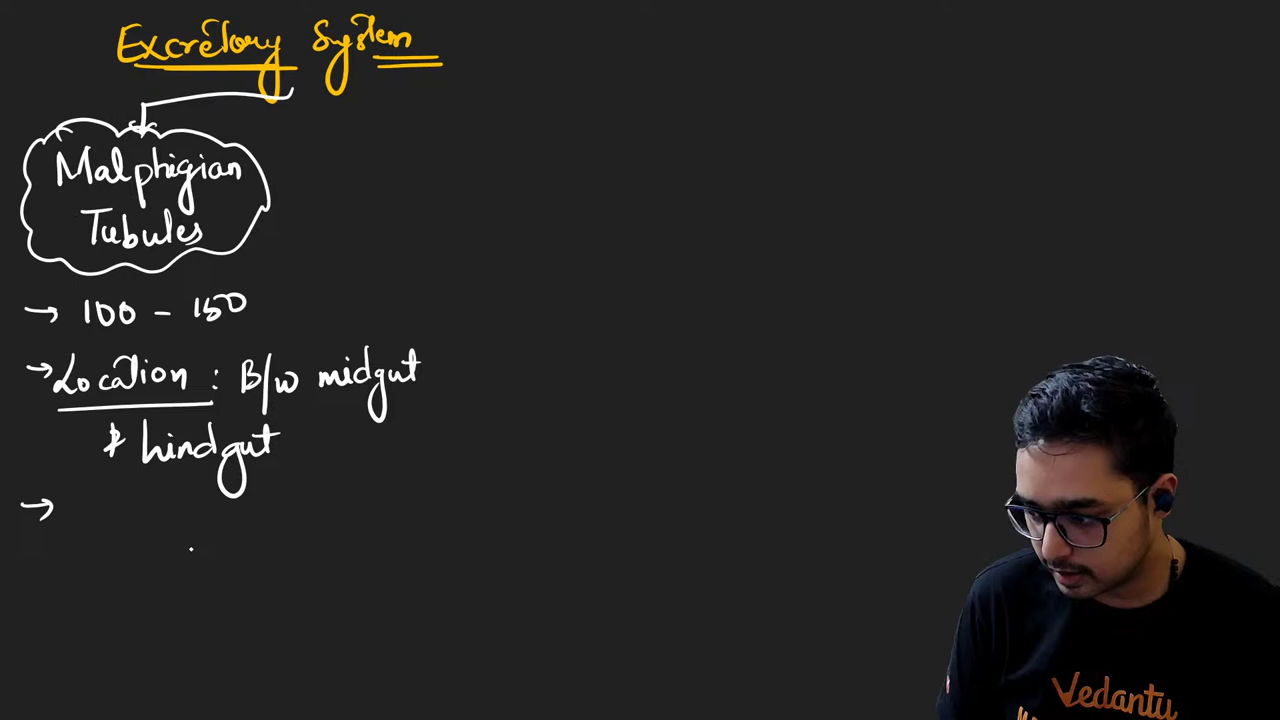 Excretory System
Malphigian
Tubules
→ 100 - 150
→ Location : B/w midgut
& hindgut
→
Vedantu